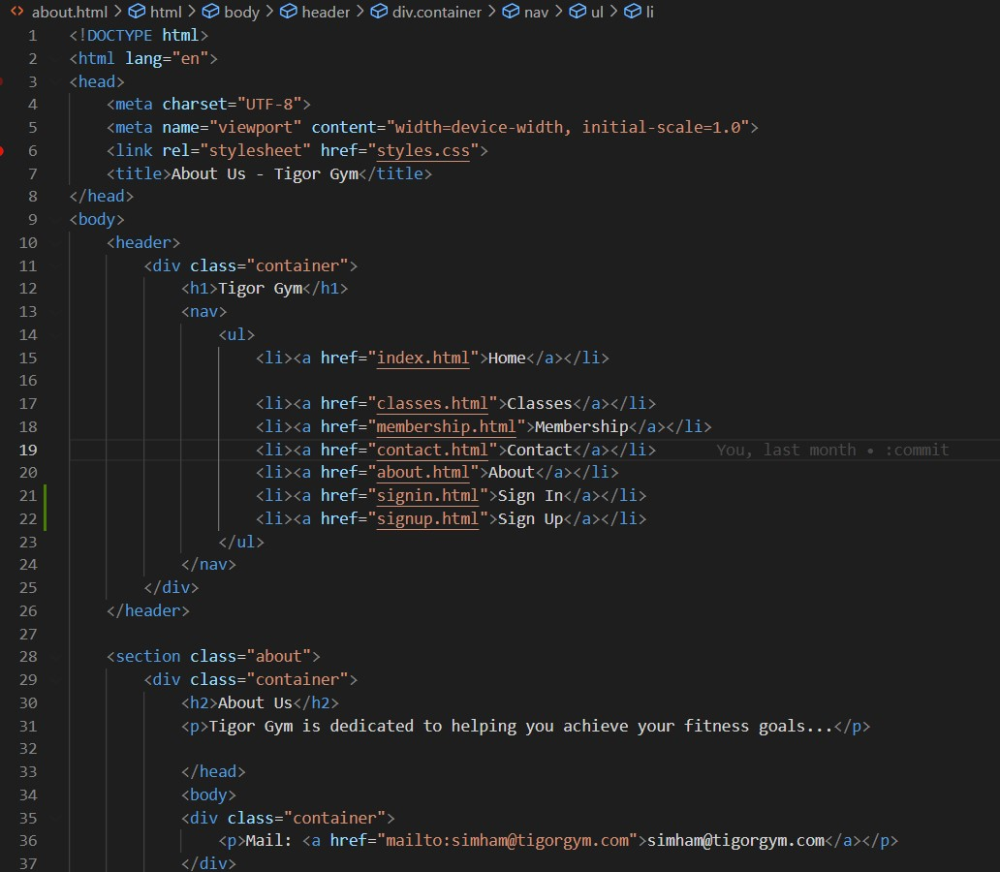 about.html > html > body > header > div.container > nav > ul > li
1 <!DOCTYPE html>
2 <html lang="en">
3 <head>
4 <meta charset="UTF-8">
5 <meta name="viewport" content="width=device-width, initial-scale=1.0">
6 <link rel="stylesheet" href="styles.css">
7 <title>About Us - Tigor Gym</title>
8 </head>
9 <body>
10 <header>
11 <div class="container">
12 <h1>Tigor Gym</h1>
13 <nav>
14 <ul>
15 <li><a href="index.html">Home</a></li>
16
17 <li><a href="classes.html">Classes</a></li>
18 <li><a href="membership.html">Membership</a></li>
19 <li><a href="contact.html">Contact</a></li> You, last month • :commit
20 <li><a href="about.html">About</a></li>
21 <li><a href="signin.html">Sign In</a></li>
22 <li><a href="signup.html">Sign Up</a></li>
23 </ul>
24 </nav>
25 </div>
26 </header>
27
28 <section class="about">
29 <div class="container">
30 <h2>About Us</h2>
31 <p>Tigor Gym is dedicated to helping you achieve your fitness goals...</p>
32
33 </head>
34 <body>
35 <div class="container">
36 <p>Mail: <a href="mailto:simham@tigorgym.com">simham@tigorgym.com</a></p>
37 </div>